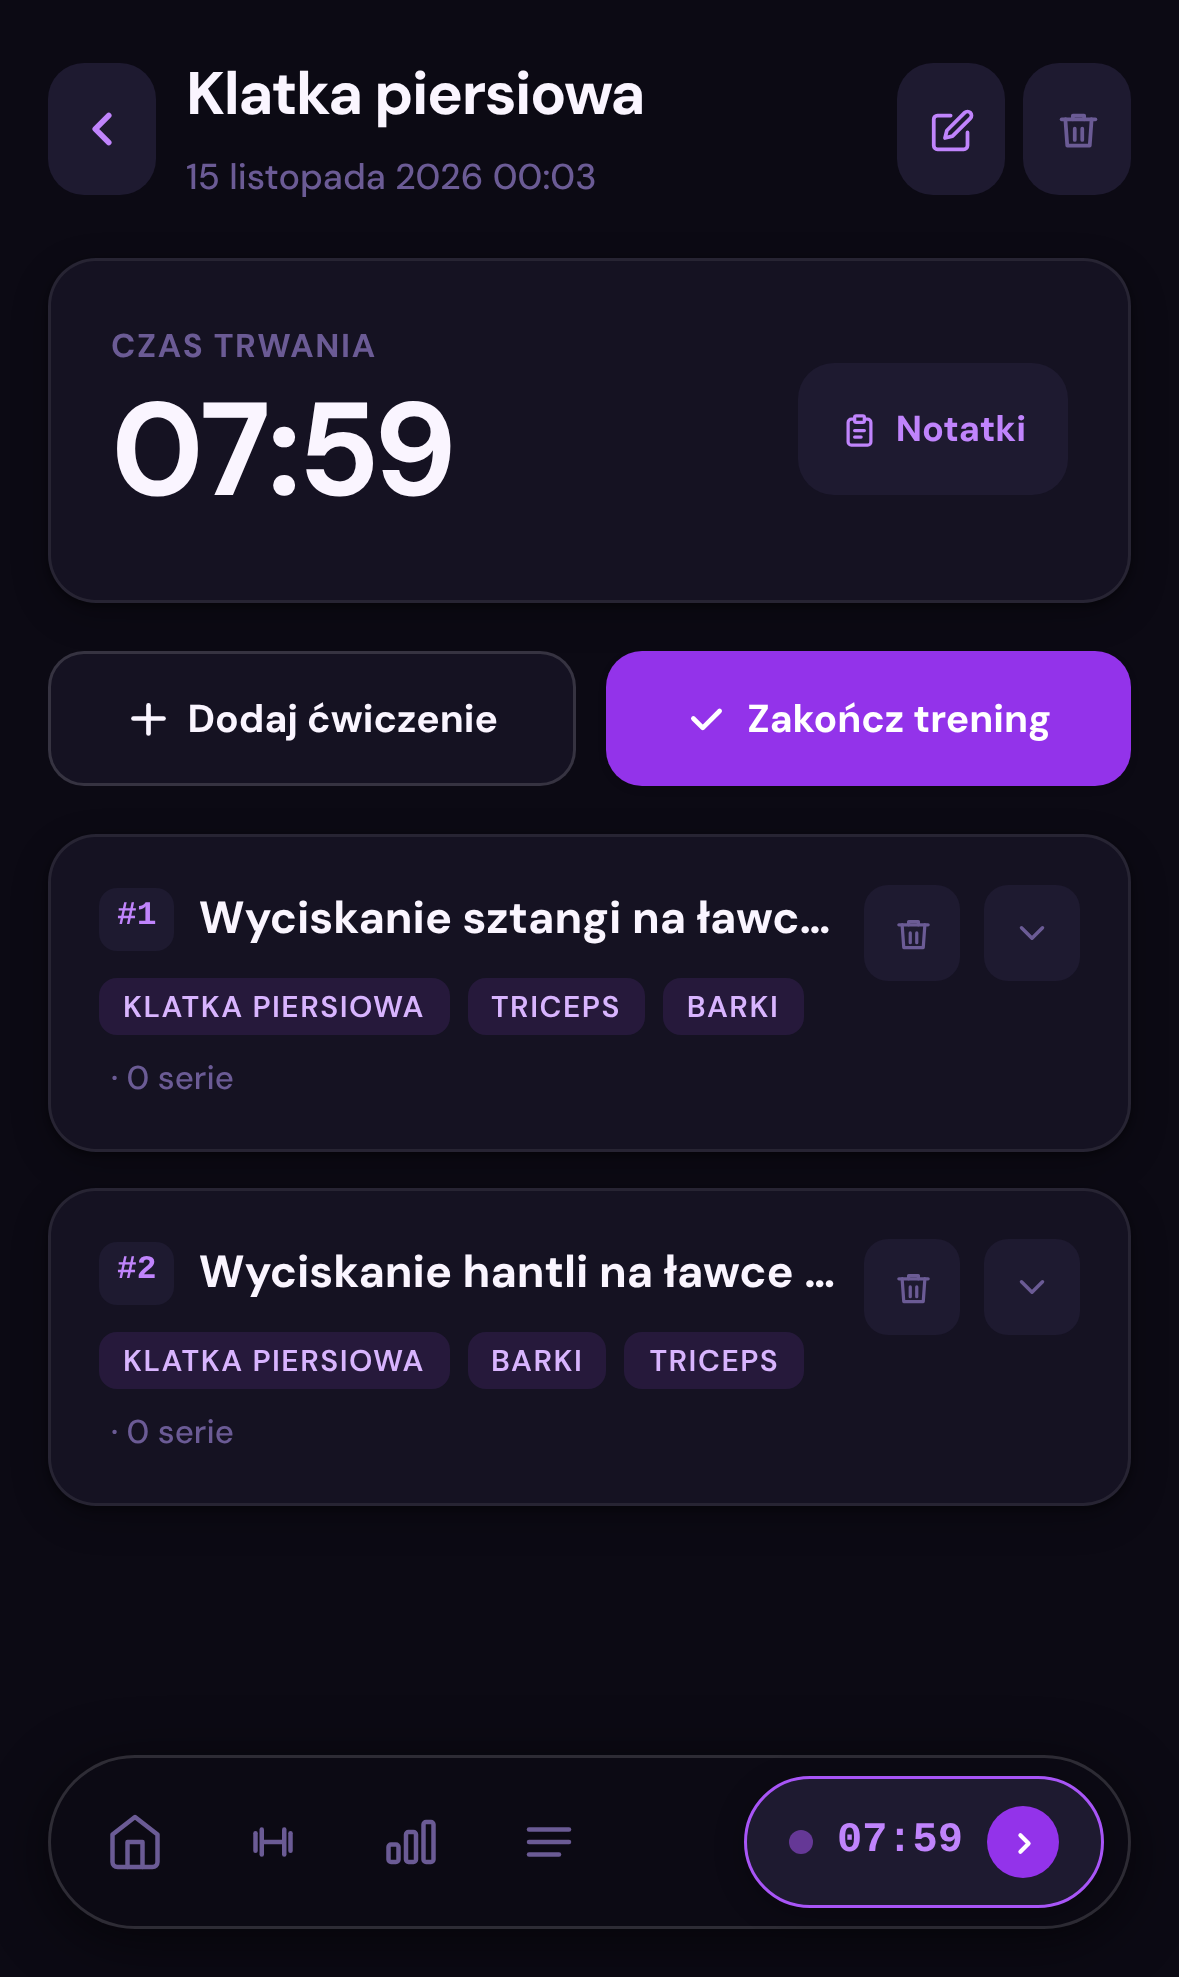 Klatka piersiowa
15 listopada 2026 00:03
CZAS TRWANIA
07:59
Notatki
Dodaj ćwiczenie
Zakończ trening
#1 Wyciskanie sztangi na ławc...
KLATKA PIERSIOWA TRICEPS BARKI
· 0 serie
#2 Wyciskanie hantli na ławce ...
KLATKA PIERSIOWA BARKI TRICEPS
· 0 serie
07:59